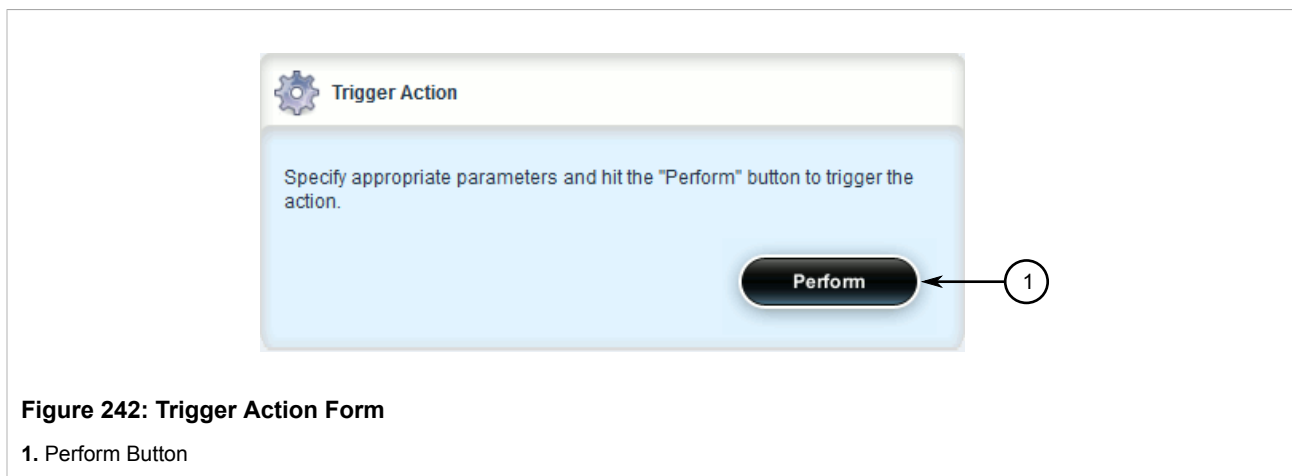 Trigger Action
Specify appropriate parameters and hit the "Perform" button to trigger the
action.
Perform
1
Figure 242: Trigger Action Form
1. Perform Button